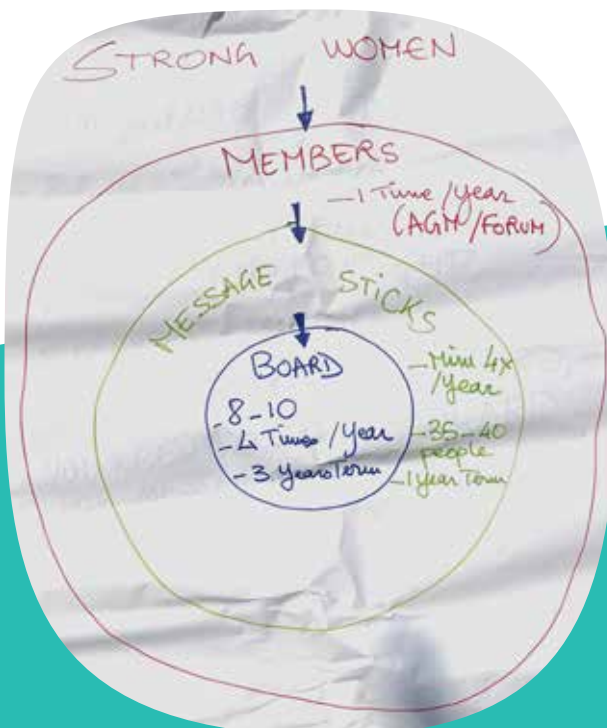 STRONG WOMEN
MEMBERS
-1 Time/year
(AGM/FORUM)
MESSAGE STICKS
BOARD
-8-10
-4 Times/Year
-3 Years Term
-Mini 4x
/year
-35-40
people
-1 Year Term